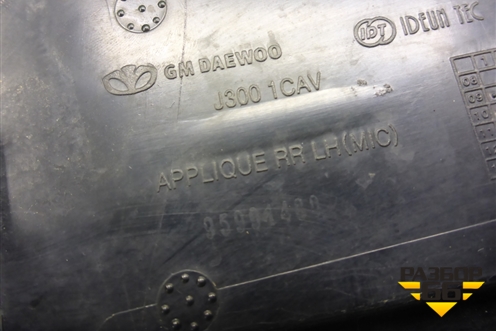 GM DAEWOO
IDT IDEUN TEC
J300 1CAV
APPLIQUE RR LH(MIC)
РАЗБОР